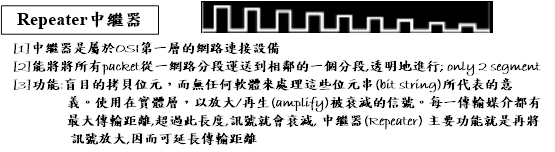 Repeater中繼器
[1]中繼器是屬於OSI第一層的網路連接設備
[2]能將將所有packet從一網路分段運送到相鄰的一個分段,透明地進行; only 2 segment
[3]功能:盲目的拷貝位元，而無任何軟體來處理這些位元串(bit string)所代表的意
義。使用在實體層，以放大/再生(amplify)被衰減的信號。每一傳輸媒介都有
最大傳輸距離,超過此長度,訊號就會衰減, 中繼器(Repeater) 主要功能就是再將
訊號放大,因而可延長傳輸距離